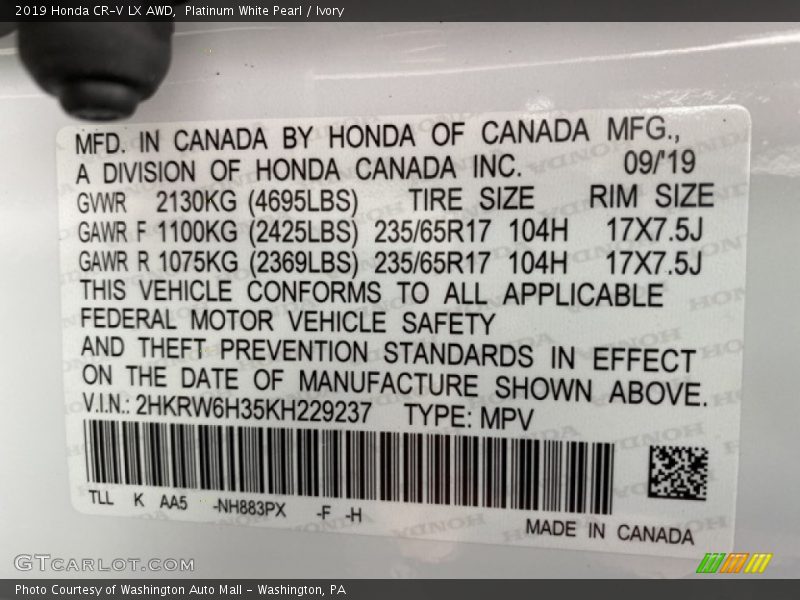 2019 Honda CR-V LX AWD,  Platinum White Pearl / Ivory
MFD. IN CANADA BY HONDA OF CANADA MFG.,
A DIVISION OF HONDA CANADA INC. 09/'19
GVWR 2130KG (4695LBS) TIRE SIZE RIM SIZE
GAWR F 1100KG (2425LBS) 235/65R17 104H 17X7.5J
GAWR R 1075KG (2369LBS) 235/65R17 104H 17X7.5J
THIS VEHICLE CONFORMS TO ALL APPLICABLE
FEDERAL MOTOR VEHICLE SAFETY
AND THEFT PREVENTION STANDARDS IN EFFECT
ON THE DATE OF MANUFACTURE SHOWN ABOVE.
V.I.N.: 2HKRW6H35KH229237 TYPE: MPV
TLL K AA5 -NH883PX -F -H
MADE IN CANADA
GTCARLOT.COM
Photo Courtesy of Washington Auto Mall - Washington, PA